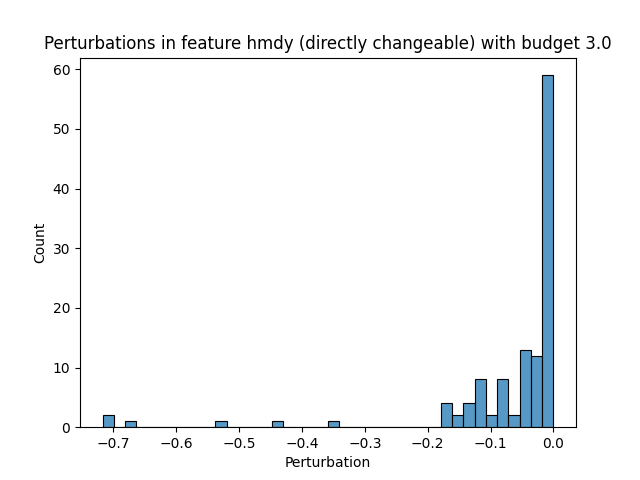 Perturbations in feature hmdy (directly changeable) with budget 3.0
60
50
40
30
20
10
0
Count
−0.7 −0.6 −0.5 −0.4 −0.3 −0.2 −0.1 0.0
Perturbation